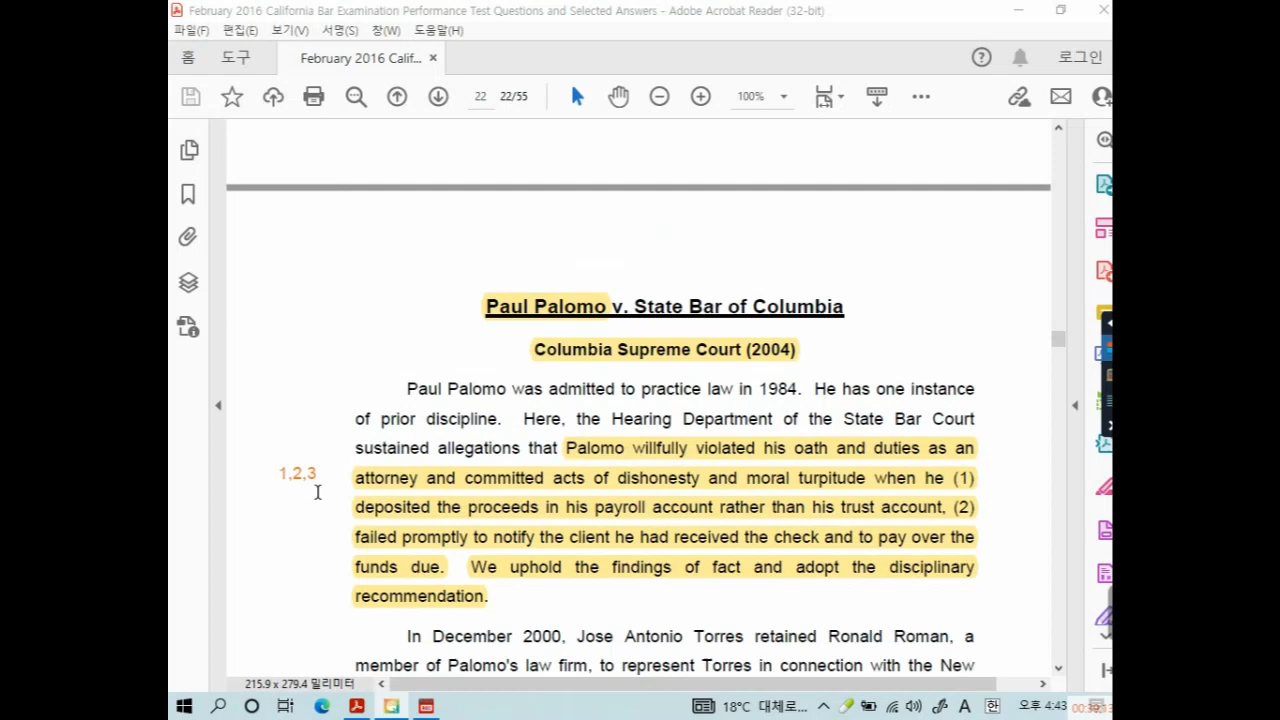 February 2016 California Bar Examination Performance Test Questions and Selected Answers - Adobe Acrobat Reader (32-bit)
파일(F) 편집(E) 보기(V) 서명(S) 창(W) 도움말(H)
홈 도구 February 2016 Calif... × 로그인
22 22/55 100%
Paul Palomo v. State Bar of Columbia
Columbia Supreme Court (2004)
Paul Palomo was admitted to practice law in 1984. He has one instance
of prior discipline. Here, the Hearing Department of the State Bar Court
sustained allegations that Palomo willfully violated his oath and duties as an
1,2,3
attorney and committed acts of dishonesty and moral turpitude when he (1)
deposited the proceeds in his payroll account rather than his trust account, (2)
failed promptly to notify the client he had received the check and to pay over the
funds due. We uphold the findings of fact and adopt the disciplinary
recommendation.
In December 2000, Jose Antonio Torres retained Ronald Roman, a
member of Palomo's law firm, to represent Torres in connection with the New
215.9 x 279.4 밀리미터
18°C 대체로... A 한 오후 4:43